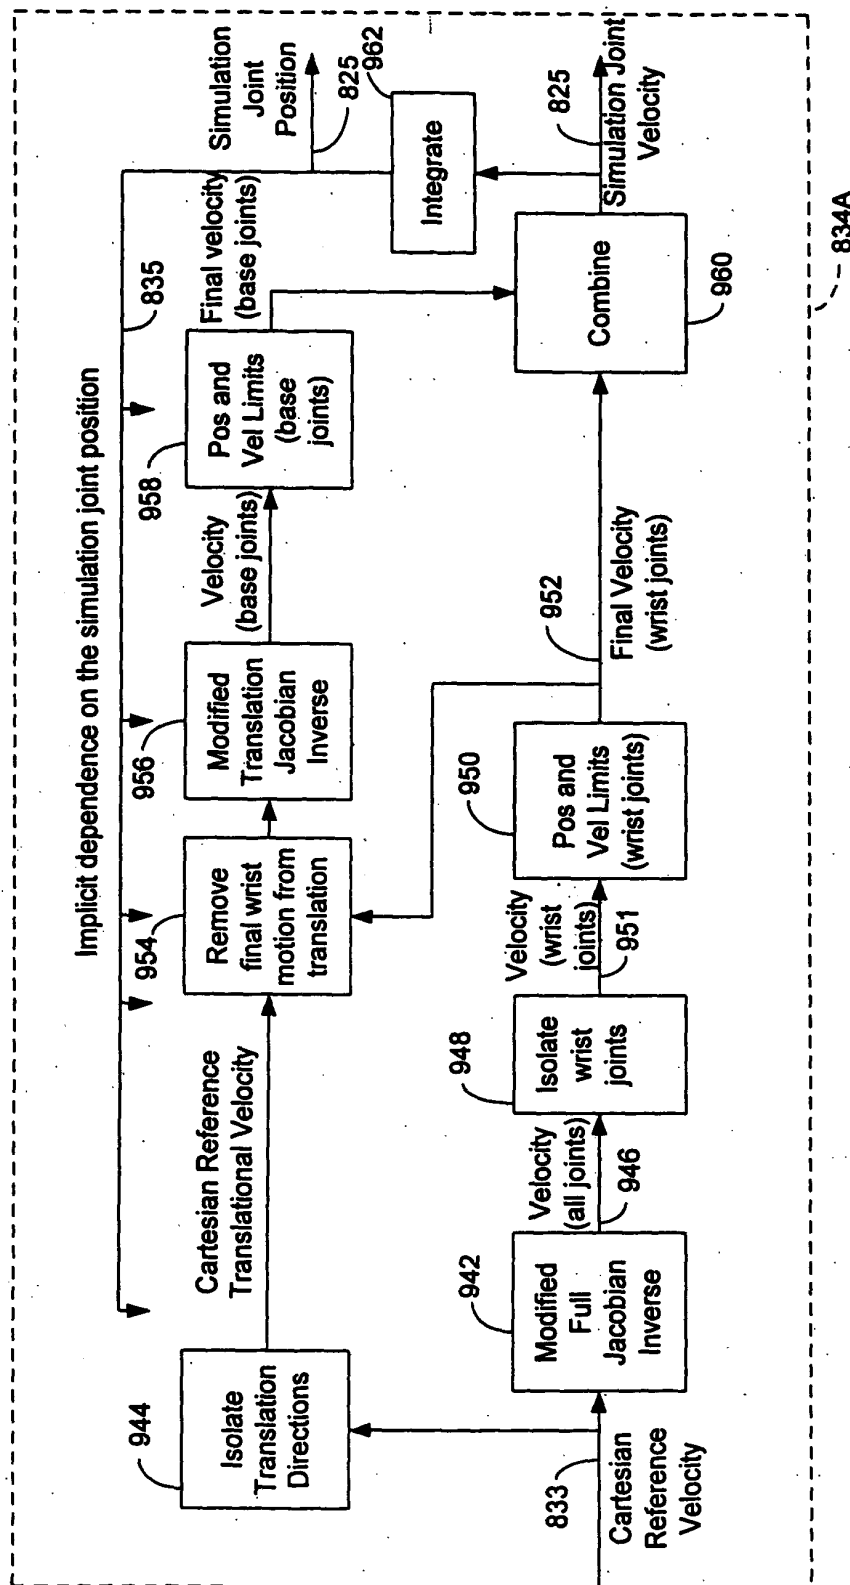 Implicit dependence on the simulation joint position
835
944
Isolate
Translation
Directions
Cartesian Reference
Translational Velocity
954
Remove
final wrist
motion from
translation
956
Modified
Translation
Jacobian
Inverse
Velocity
(base joints)
958
Pos and
Vel Limits
(base
joints)
Final velocity
(base joints)
Simulation
Joint
Position
825
962
Integrate
833
Cartesian
Reference
Velocity
942
Modified
Full
Jacobian
Inverse
Velocity
(all joints)
946
948
Isolate
wrist
joints
Velocity
(wrist
joints)
951
950
Pos and
Vel Limits
(wrist joints)
952
Final Velocity
(wrist joints)
Combine
960
825
Simulation Joint
Velocity
834A